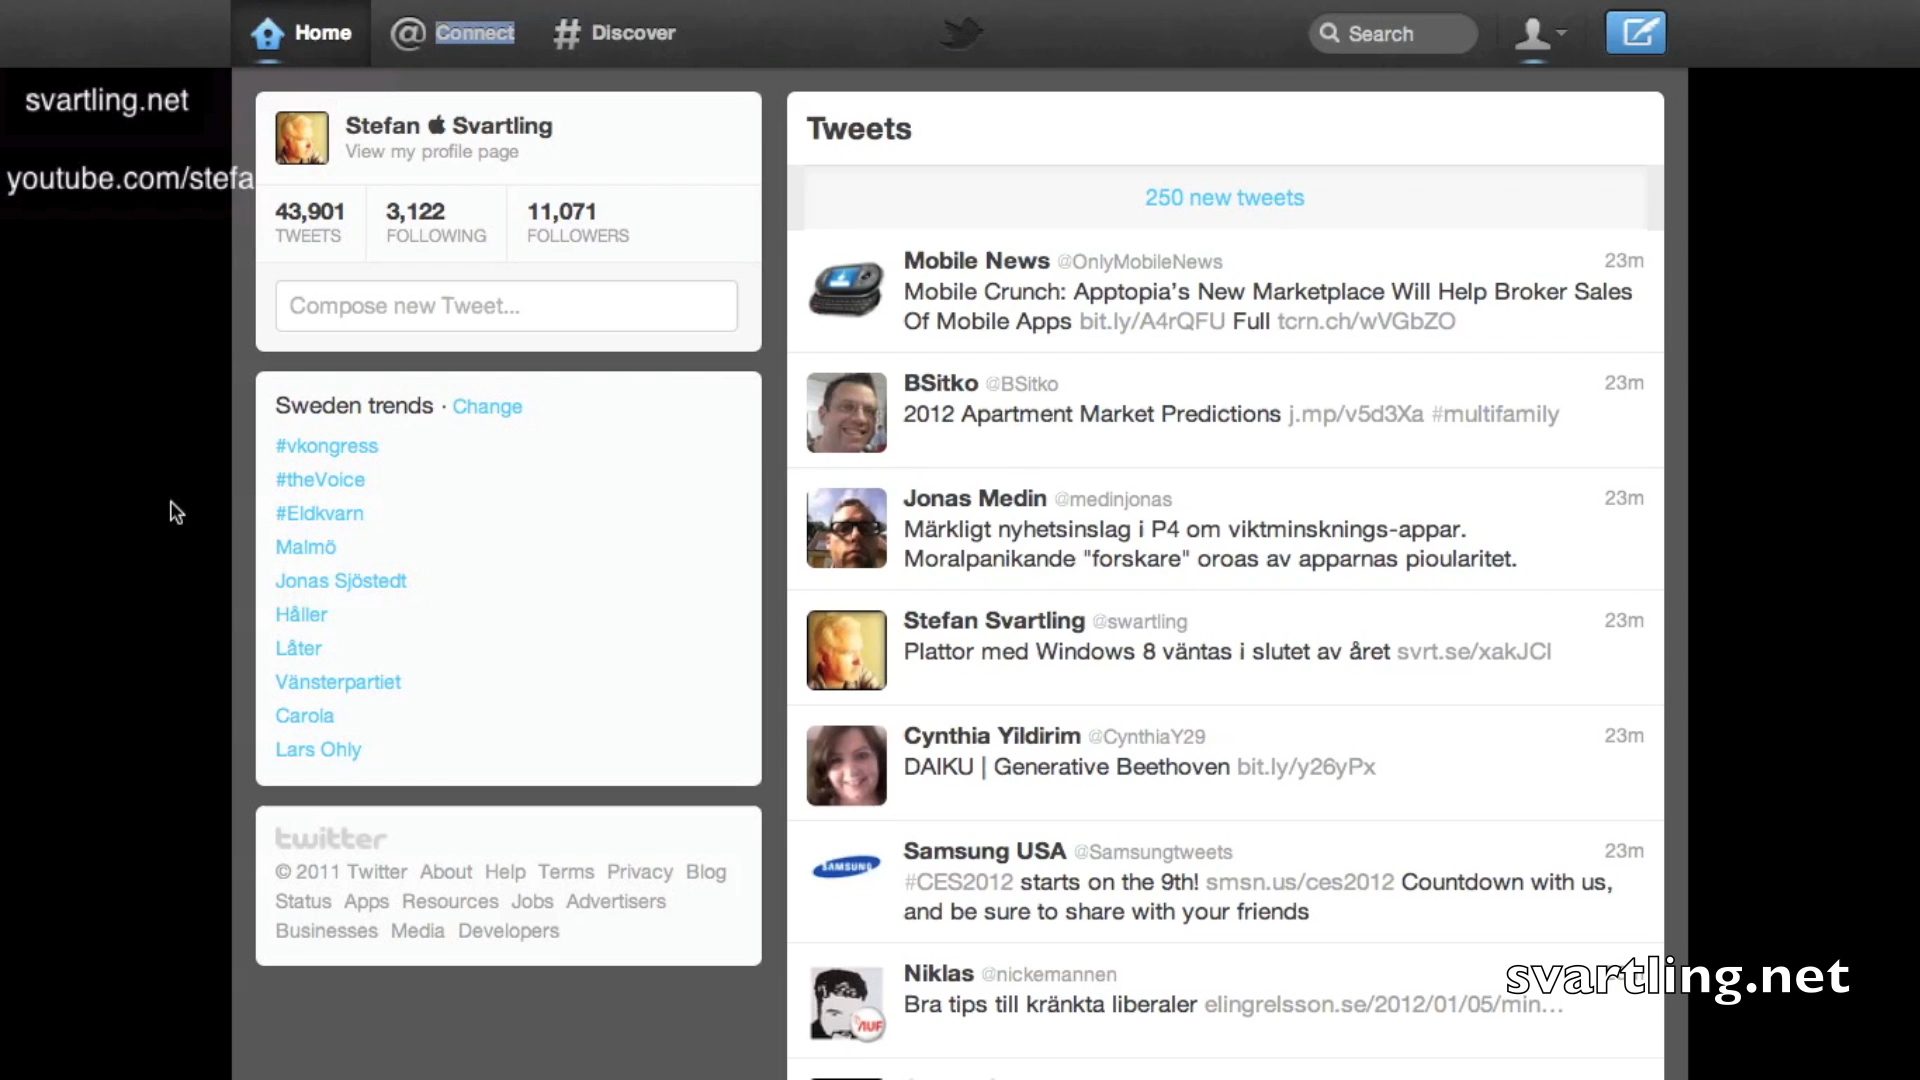 Home
Connect
Discover
Search
svartling.net
youtube.com/stefa
Stefan Svartling
View my profile page
43,901
TWEETS
3,122
FOLLOWING
11,071
FOLLOWERS
Compose new Tweet...
Sweden trends · Change
#vkongress
#theVoice
#Eldkvarn
Malmö
Jonas Sjöstedt
Håller
Låter
Vänsterpartiet
Carola
Lars Ohly
twitter
© 2011 Twitter About Help Terms Privacy Blog
Status Apps Resources Jobs Advertisers
Businesses Media Developers
Tweets
250 new tweets
Mobile News @OnlyMobileNews 23m
Mobile Crunch: Apptopia's New Marketplace Will Help Broker Sales
Of Mobile Apps bit.ly/A4rQFU Full tcrn.ch/wVGbZO
BSitko @BSitko 23m
2012 Apartment Market Predictions j.mp/v5d3Xa #multifamily
Jonas Medin @medinjonas 23m
Märkligt nyhetsinslag i P4 om viktminsknings-appar.
Moralpanikande "forskare" oroas av apparnas pioularitet.
Stefan Svartling @swartling 23m
Plattor med Windows 8 väntas i slutet av året svrt.se/xakJCI
Cynthia Yildirim @CynthiaY29 23m
DAIKU | Generative Beethoven bit.ly/y26yPx
SAMSUNG
Samsung USA @Samsungtweets 23m
#CES2012 starts on the 9th! smsn.us/ces2012 Countdown with us,
and be sure to share with your friends
AUF
Niklas @nickemannen
Bra tips till kränkta liberaler elingrelsson.se/2012/01/05/min...
svartling.net